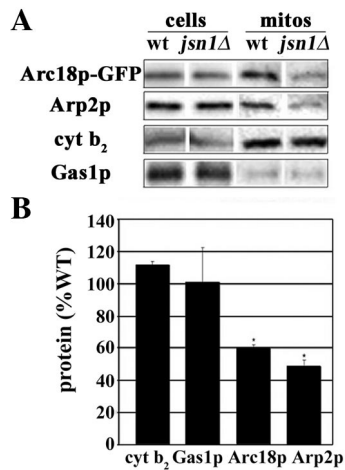 A
cells mitos
wt jsn1Δ wt jsn1Δ
Arc18p-GFP
Arp2p
cyt b2
Gas1p
B
protein (%WT)
140
120
100
80
60
40
20
0
* *
cyt b2 Gas1p Arc18p Arp2p